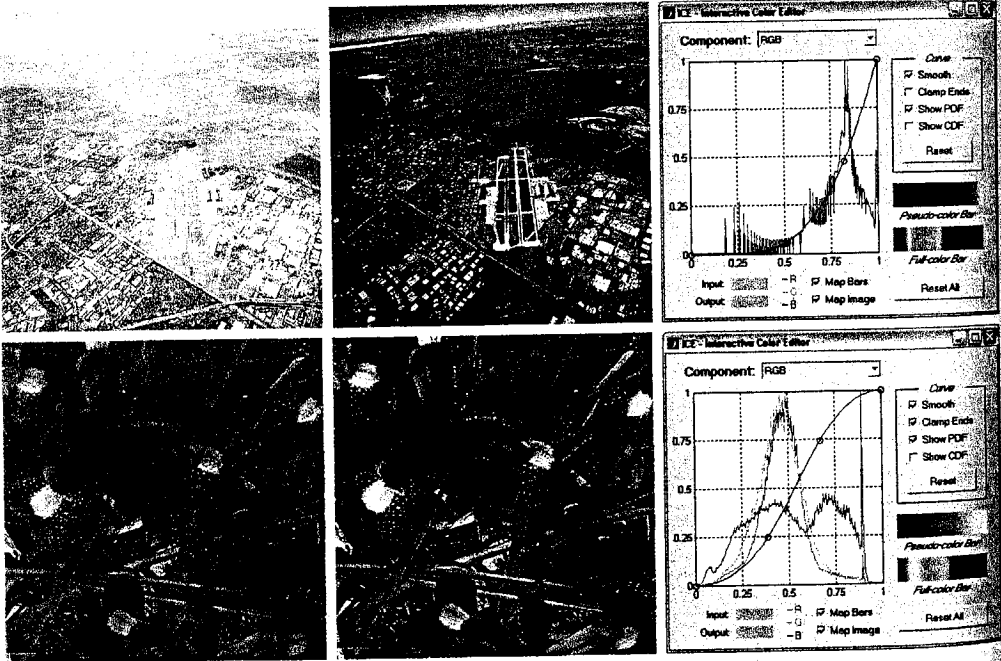 ICE - Interactive Color Editor
Component: RGB
Curve
Smooth
Clamp Ends
Show PDF
Show CDF
Reset
Pseudo-color Bar
Full-color Bar
Reset All
1
0.75
0.5
0.25
0
0 0.25 0.5 0.75 1
Input: R Map Bars
G
Output: B Map Image
ICE - Interactive Color Editor
Component: RGB
Curve
Smooth
Clamp Ends
Show PDF
Show CDF
Reset
Pseudo-color Bar
Full-color Bar
Reset All
1
0.75
0.5
0.25
0
0 0.25 0.5 0.75 1
Input: R Map Bars
G
Output: B Map Image